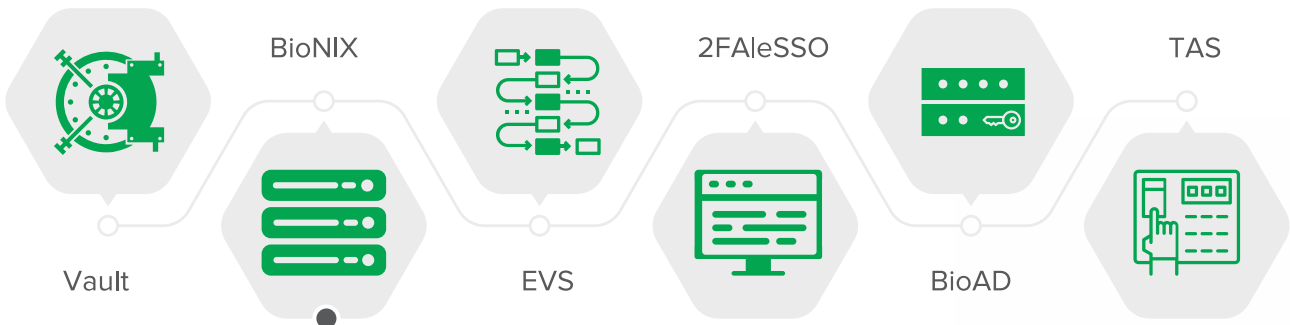 Vault
BioNIX
EVS
2FA|eSSO
BioAD
TAS